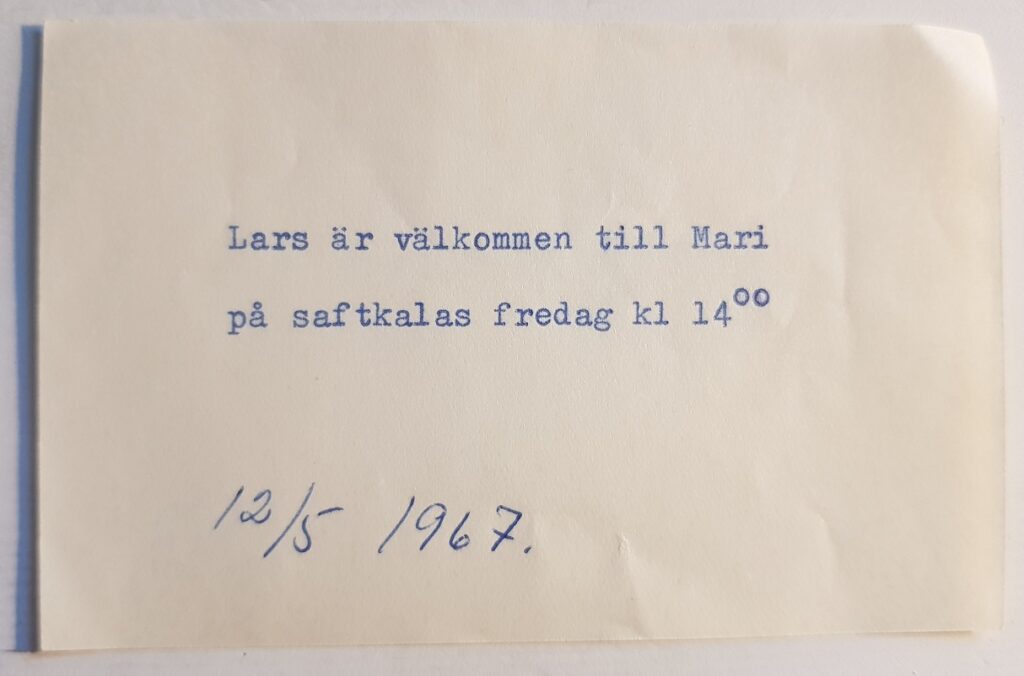 Lars är välkommen till Mari
på saftkalas fredag kl 14⁰⁰
12/5 1967.